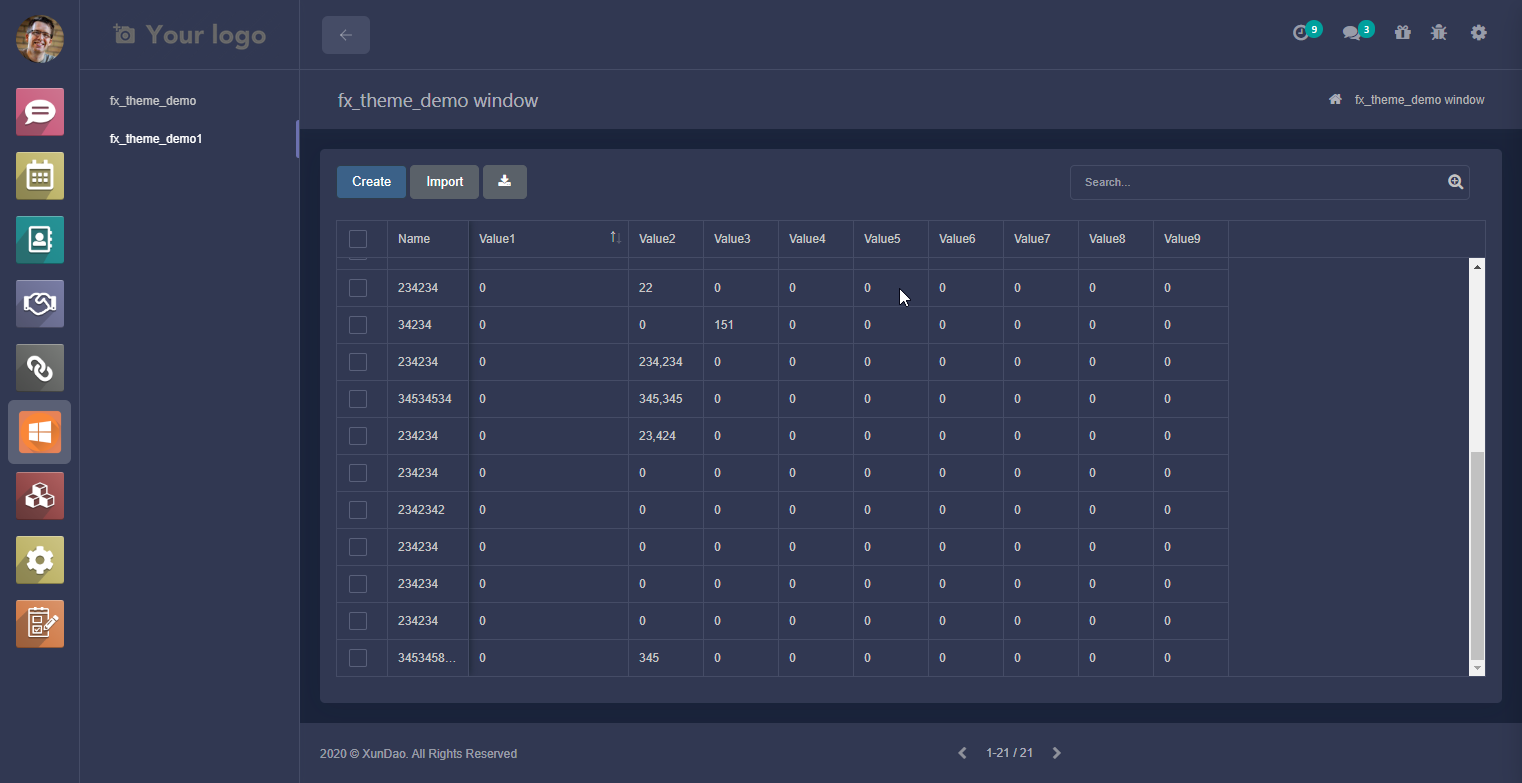 Your logo
9
3
fx_theme_demo
fx_theme_demo1
fx_theme_demo window
fx_theme_demo window
Create
Import
Search...
Name Value1 Value2 Value3 Value4 Value5 Value6 Value7 Value8 Value9
234234 0 22 0 0 0 0 0 0 0
34234 0 0 151 0 0 0 0 0 0
234234 0 234,234 0 0 0 0 0 0 0
34534534 0 345,345 0 0 0 0 0 0 0
234234 0 23,424 0 0 0 0 0 0 0
234234 0 0 0 0 0 0 0 0 0
2342342 0 0 0 0 0 0 0 0 0
234234 0 0 0 0 0 0 0 0 0
234234 0 0 0 0 0 0 0 0 0
234234 0 0 0 0 0 0 0 0 0
3453458... 0 345 0 0 0 0 0 0 0
2020 © XunDao. All Rights Reserved
1-21 / 21